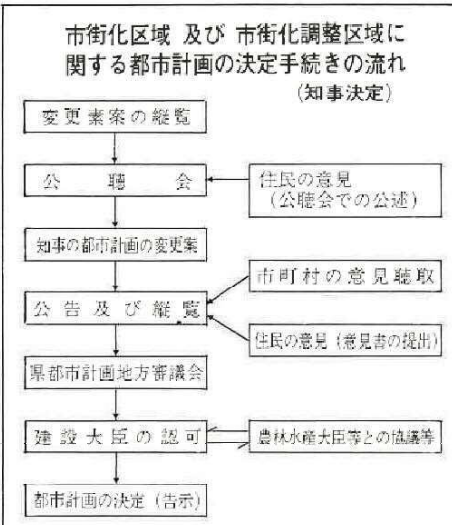 市街化区域 及び 市街化調整区域に
関する都市計画の決定手続きの流れ
(知事決定)
変更素案の縦覧
公聴会
住民の意見
(公聴会での公述)
知事の都市計画の変更案
市町村の意見聴取
公告及び縦覧
住民の意見(意見書の提出)
県都市計画地方審議会
建設大臣の認可
農林水産大臣等との協議等
都市計画の決定(告示)